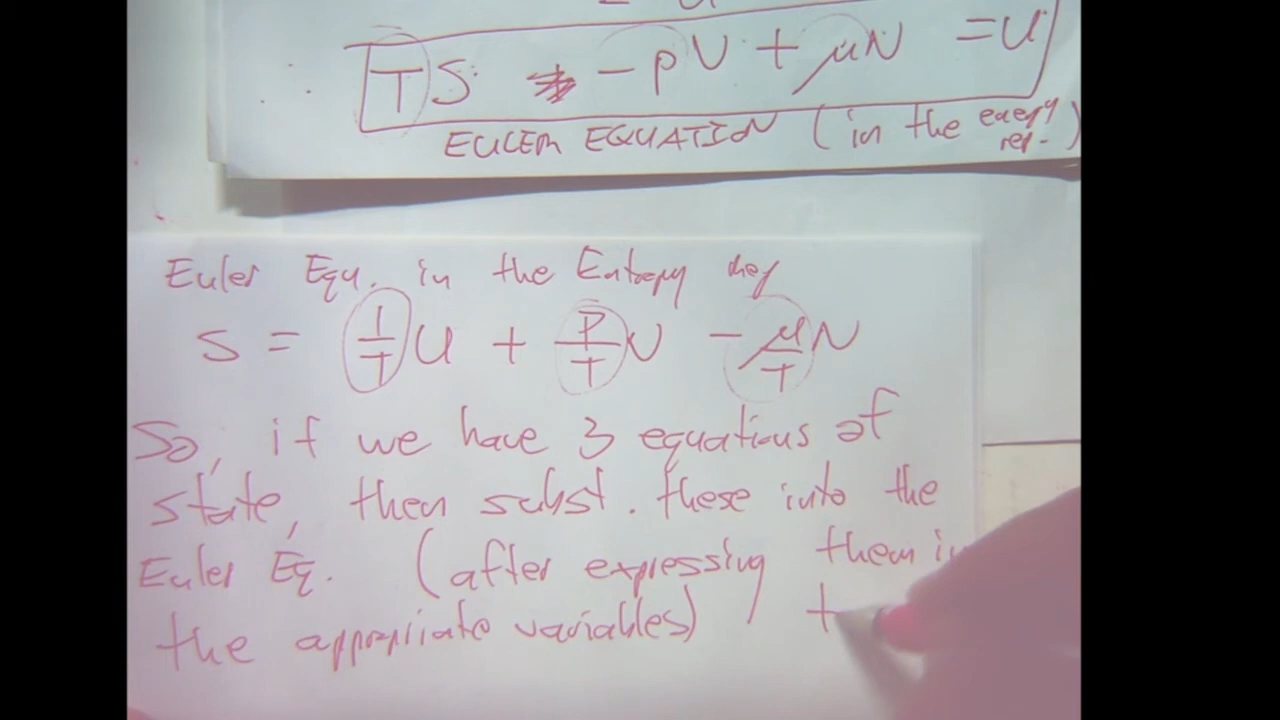 TS - pV + μN = U
EULER EQUATION (in the energy
rep.)
Euler Equ. in the Entropy rep
S = 1/T U + P/T V - μ/T N
So, if we have 3 equations of
state, then subst. these into the
Euler Eq. (after expressing them in
the appropriate variables) t